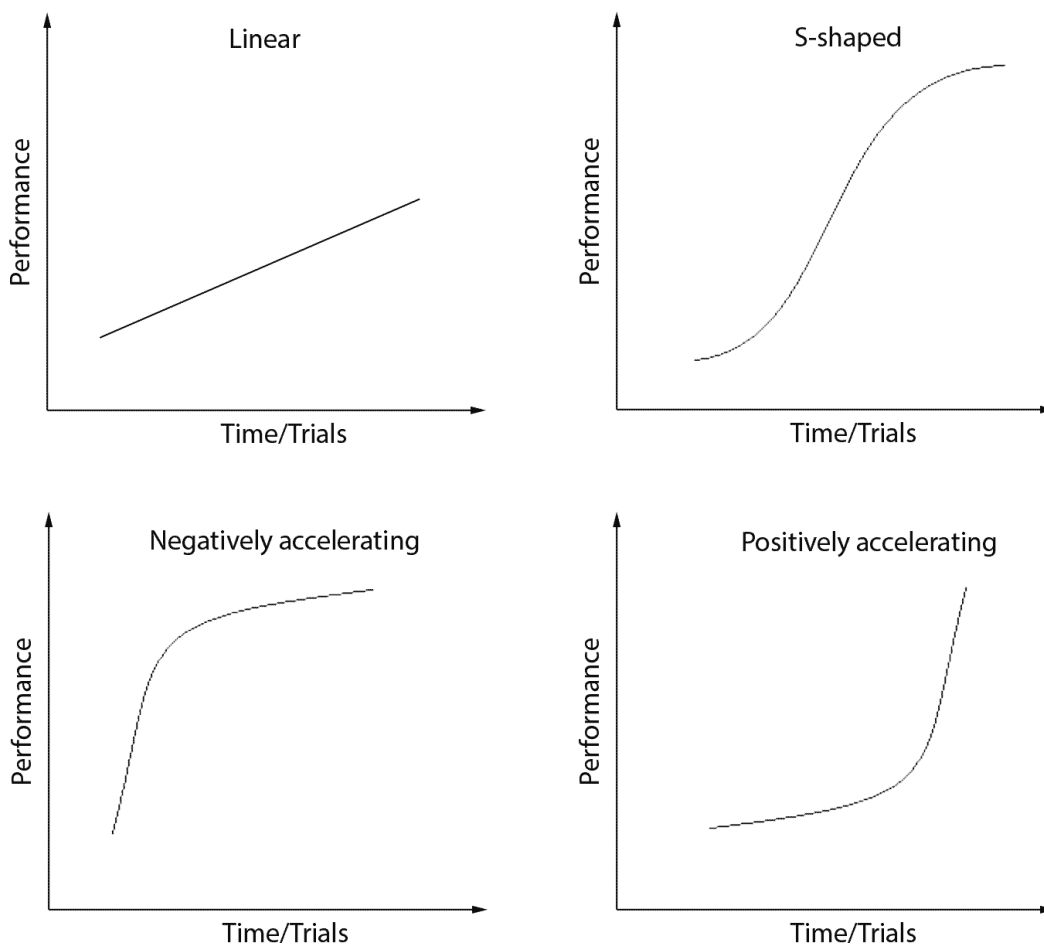 Linear
Performance
Time/Trials
S-shaped
Performance
Time/Trials
Negatively accelerating
Performance
Time/Trials
Positively accelerating
Performance
Time/Trials